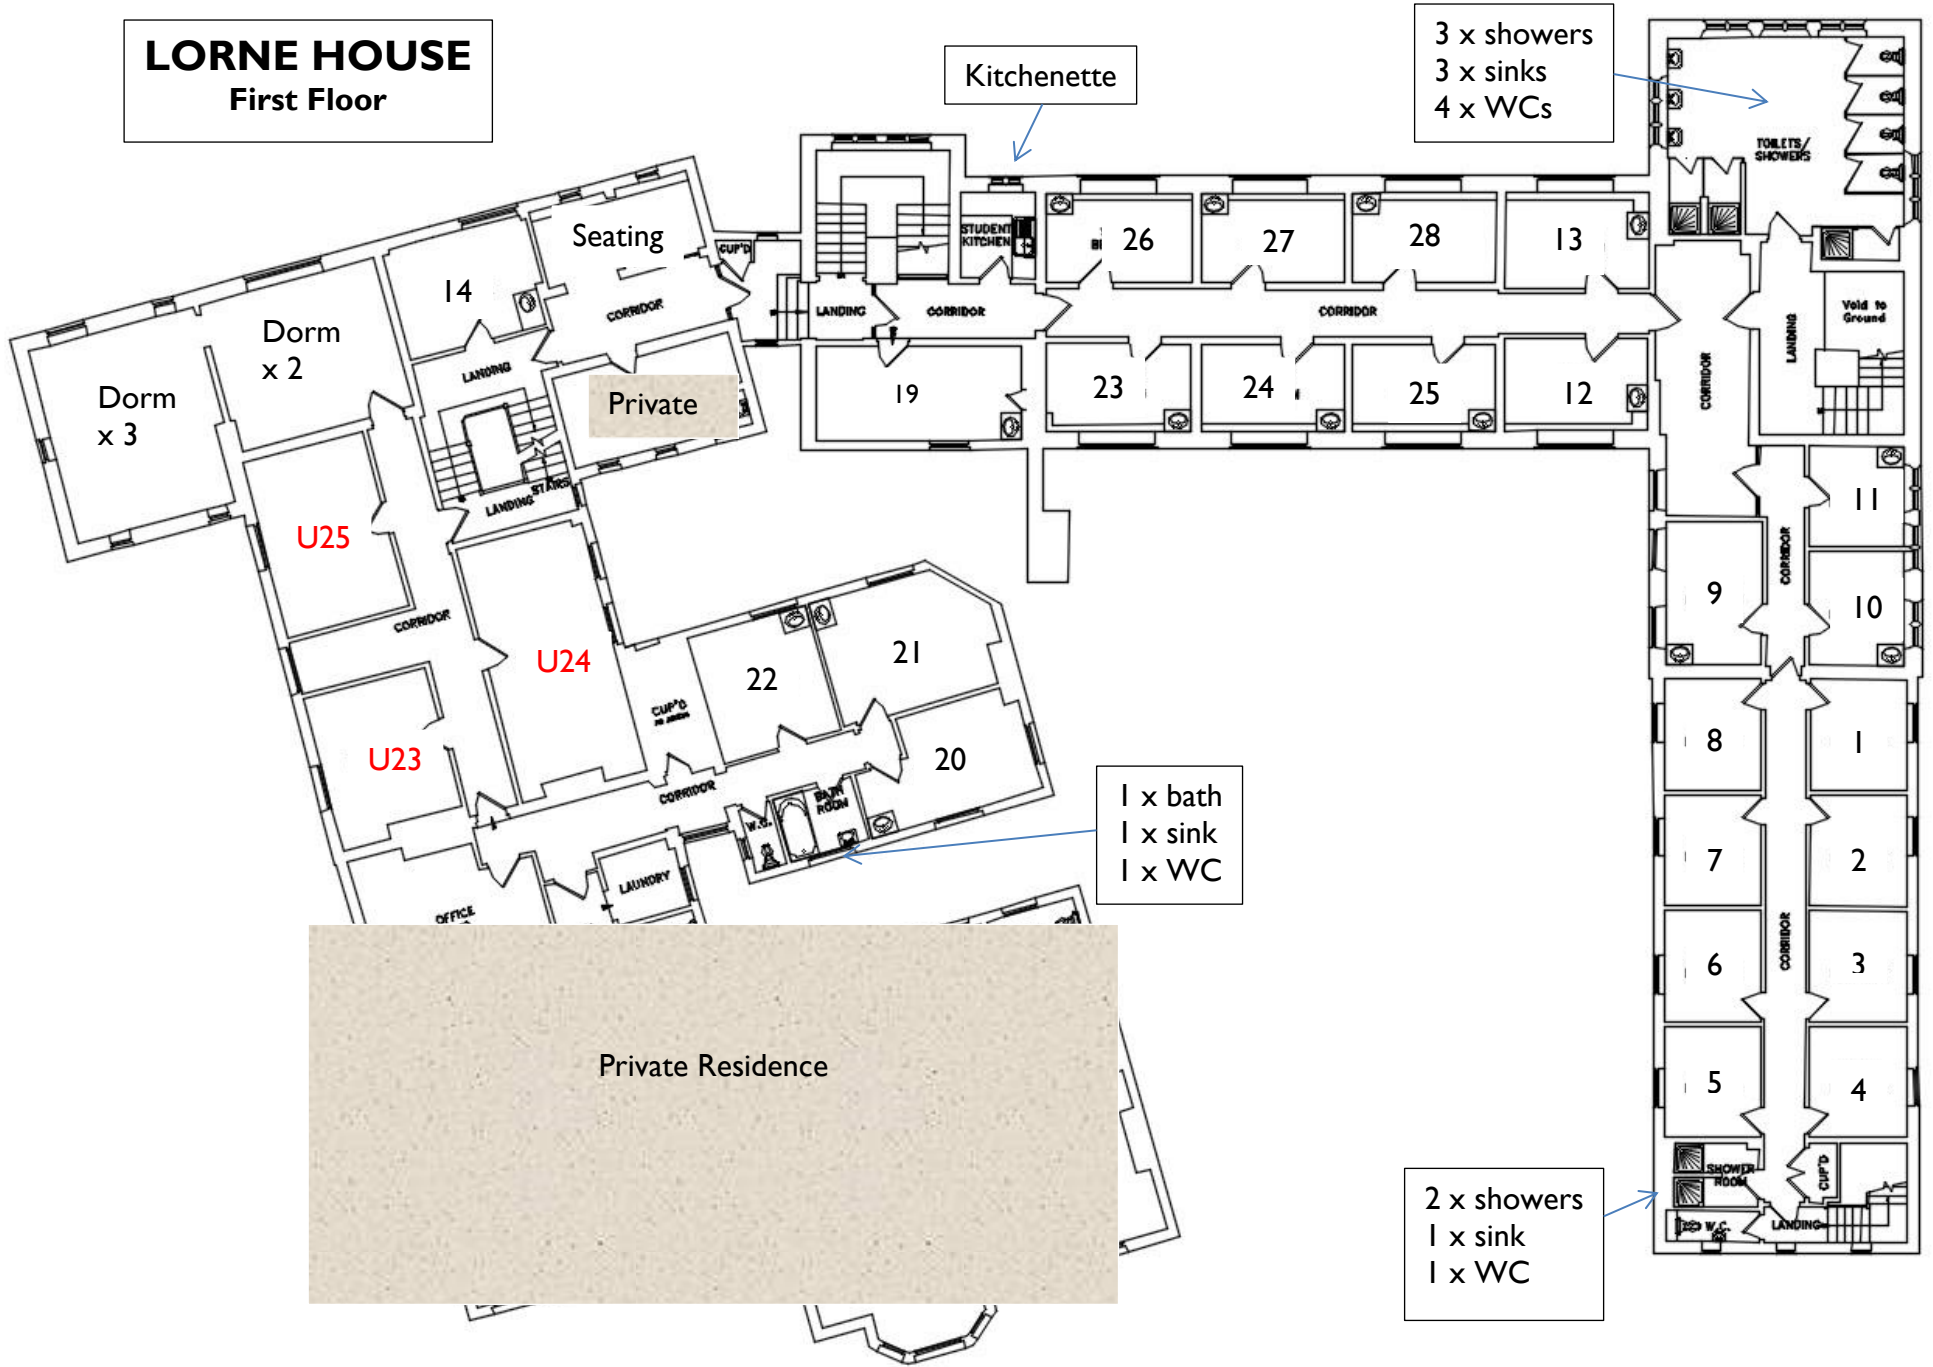 LORNE HOUSE
First Floor
Kitchenette
3 x showers
3 x sinks
4 x WCs
TOILETS/
SHOWERS
Seating
CUP'D
STUDENT
KITCHEN
26
27
28
13
14
CORRIDOR
LANDING
CORRIDOR
CORRIDOR
Void to
Ground
LANDING
Dorm
x 2
LANDING
Dorm
x 3
Private
19
23
24
25
12
CORRIDOR
STAIRS
LANDING
11
U25
CORRIDOR
9
10
CORRIDOR
U24
21
22
CUP'D
U23
20
8
1
CORRIDOR
BATH
ROOM
W.C.
1 x bath
1 x sink
1 x WC
7
2
LAUNDRY
OFFICE
CORRIDOR
6
3
Private Residence
5
4
SHOWER
ROOM
CUP'D
W.C.
LANDING
2 x showers
1 x sink
1 x WC